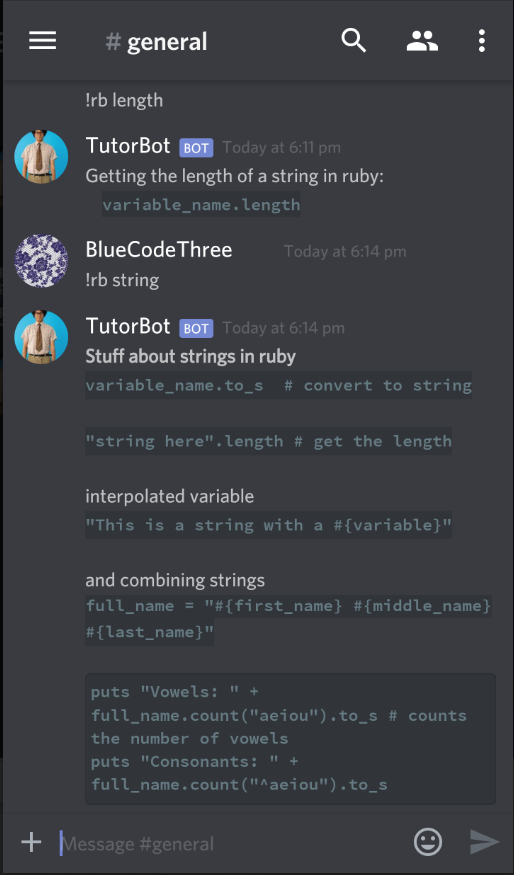 # general
!rb length
TutorBot BOT Today at 6:11 pm
Getting the length of a string in ruby:
variable_name.length
BlueCodeThree Today at 6:14 pm
!rb string
TutorBot BOT Today at 6:14 pm
Stuff about strings in ruby
variable_name.to_s  # convert to string
"string here".length # get the length
interpolated variable
"This is a string with a #{variable}"
and combining strings
full_name = "#{first_name} #{middle_name}
#{last_name}"
puts "Vowels: " +
full_name.count("aeiou").to_s # counts
the number of vowels
puts "Consonants: " +
full_name.count("^aeiou").to_s
Message #general